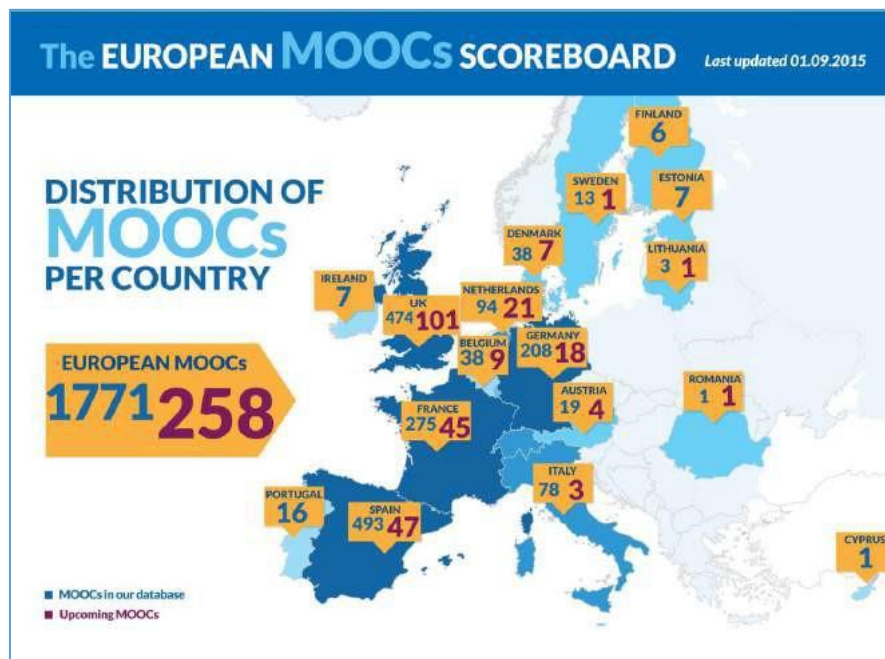 The EUROPEAN MOOCs SCOREBOARD
Last updated 01.09.2015
DISTRIBUTION OF
MOOCs
PER COUNTRY
EUROPEAN MOOCs
1771 258
FINLAND
6
SWEDEN
13 1
ESTONIA
7
DENMARK
38 7
LITHUANIA
3 1
IRELAND
7
UK
474 101
NETHERLANDS
94 21
BELGIUM
38 9
GERMANY
208 18
AUSTRIA
19 4
ROMANIA
1 1
FRANCE
275 45
ITALY
78 3
PORTUGAL
16
SPAIN
493 47
CYPRUS
1
MOOCs in our database
Upcoming MOOCs